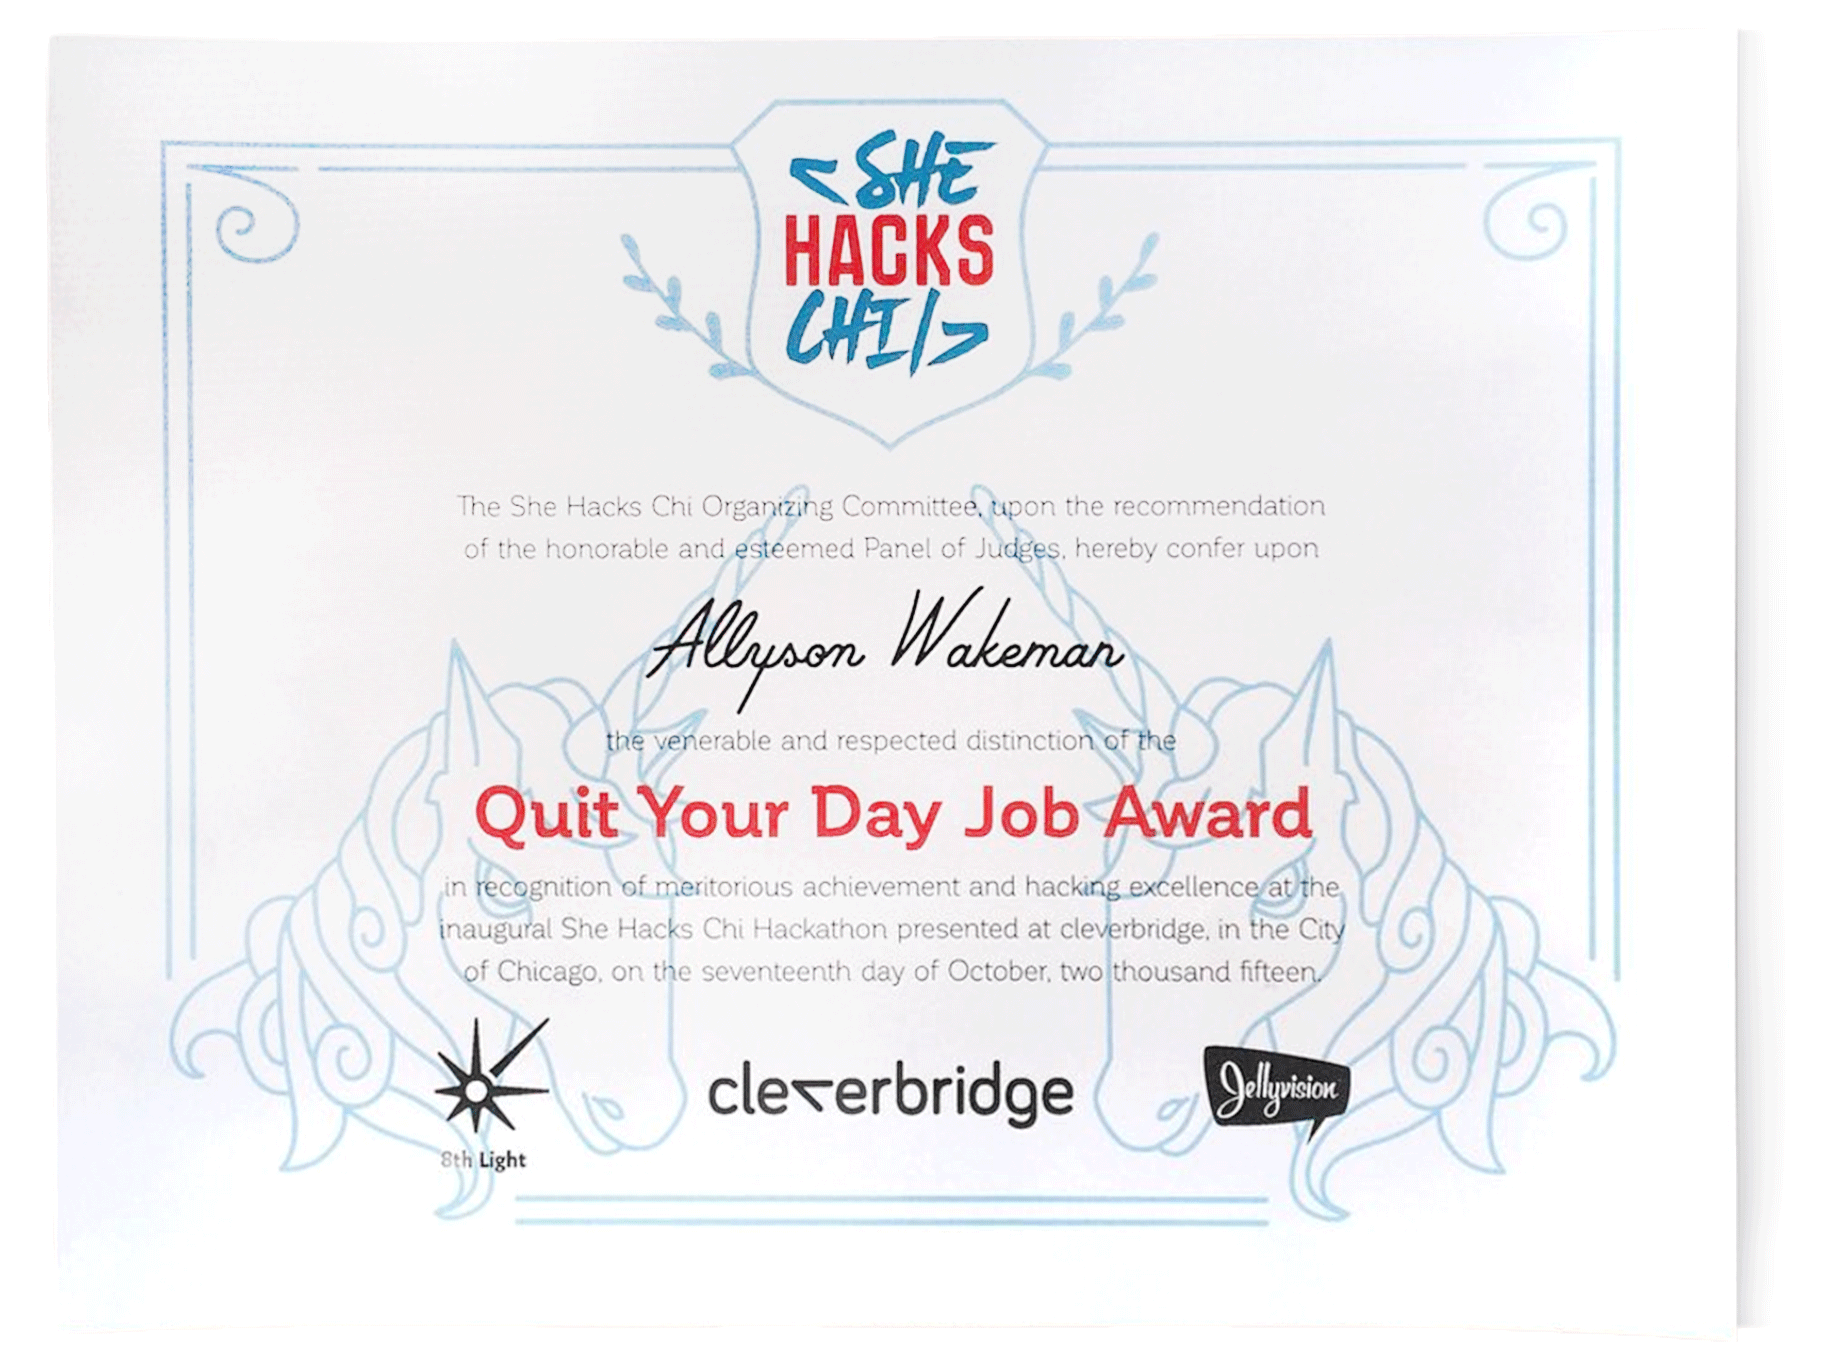 <SHE
HACKS
CHI/>
The She Hacks Chi Organizing Committee, upon the recommendation
of the honorable and esteemed Panel of Judges, hereby confer upon
Allyson Wakeman
the venerable and respected distinction of the
Quit Your Day Job Award
in recognition of meritorious achievement and hacking excellence at the
inaugural She Hacks Chi Hackathon presented at cleverbridge, in the City
of Chicago, on the seventeenth day of October, two thousand fifteen.
cleverbridge
Jellyvision
8th Light